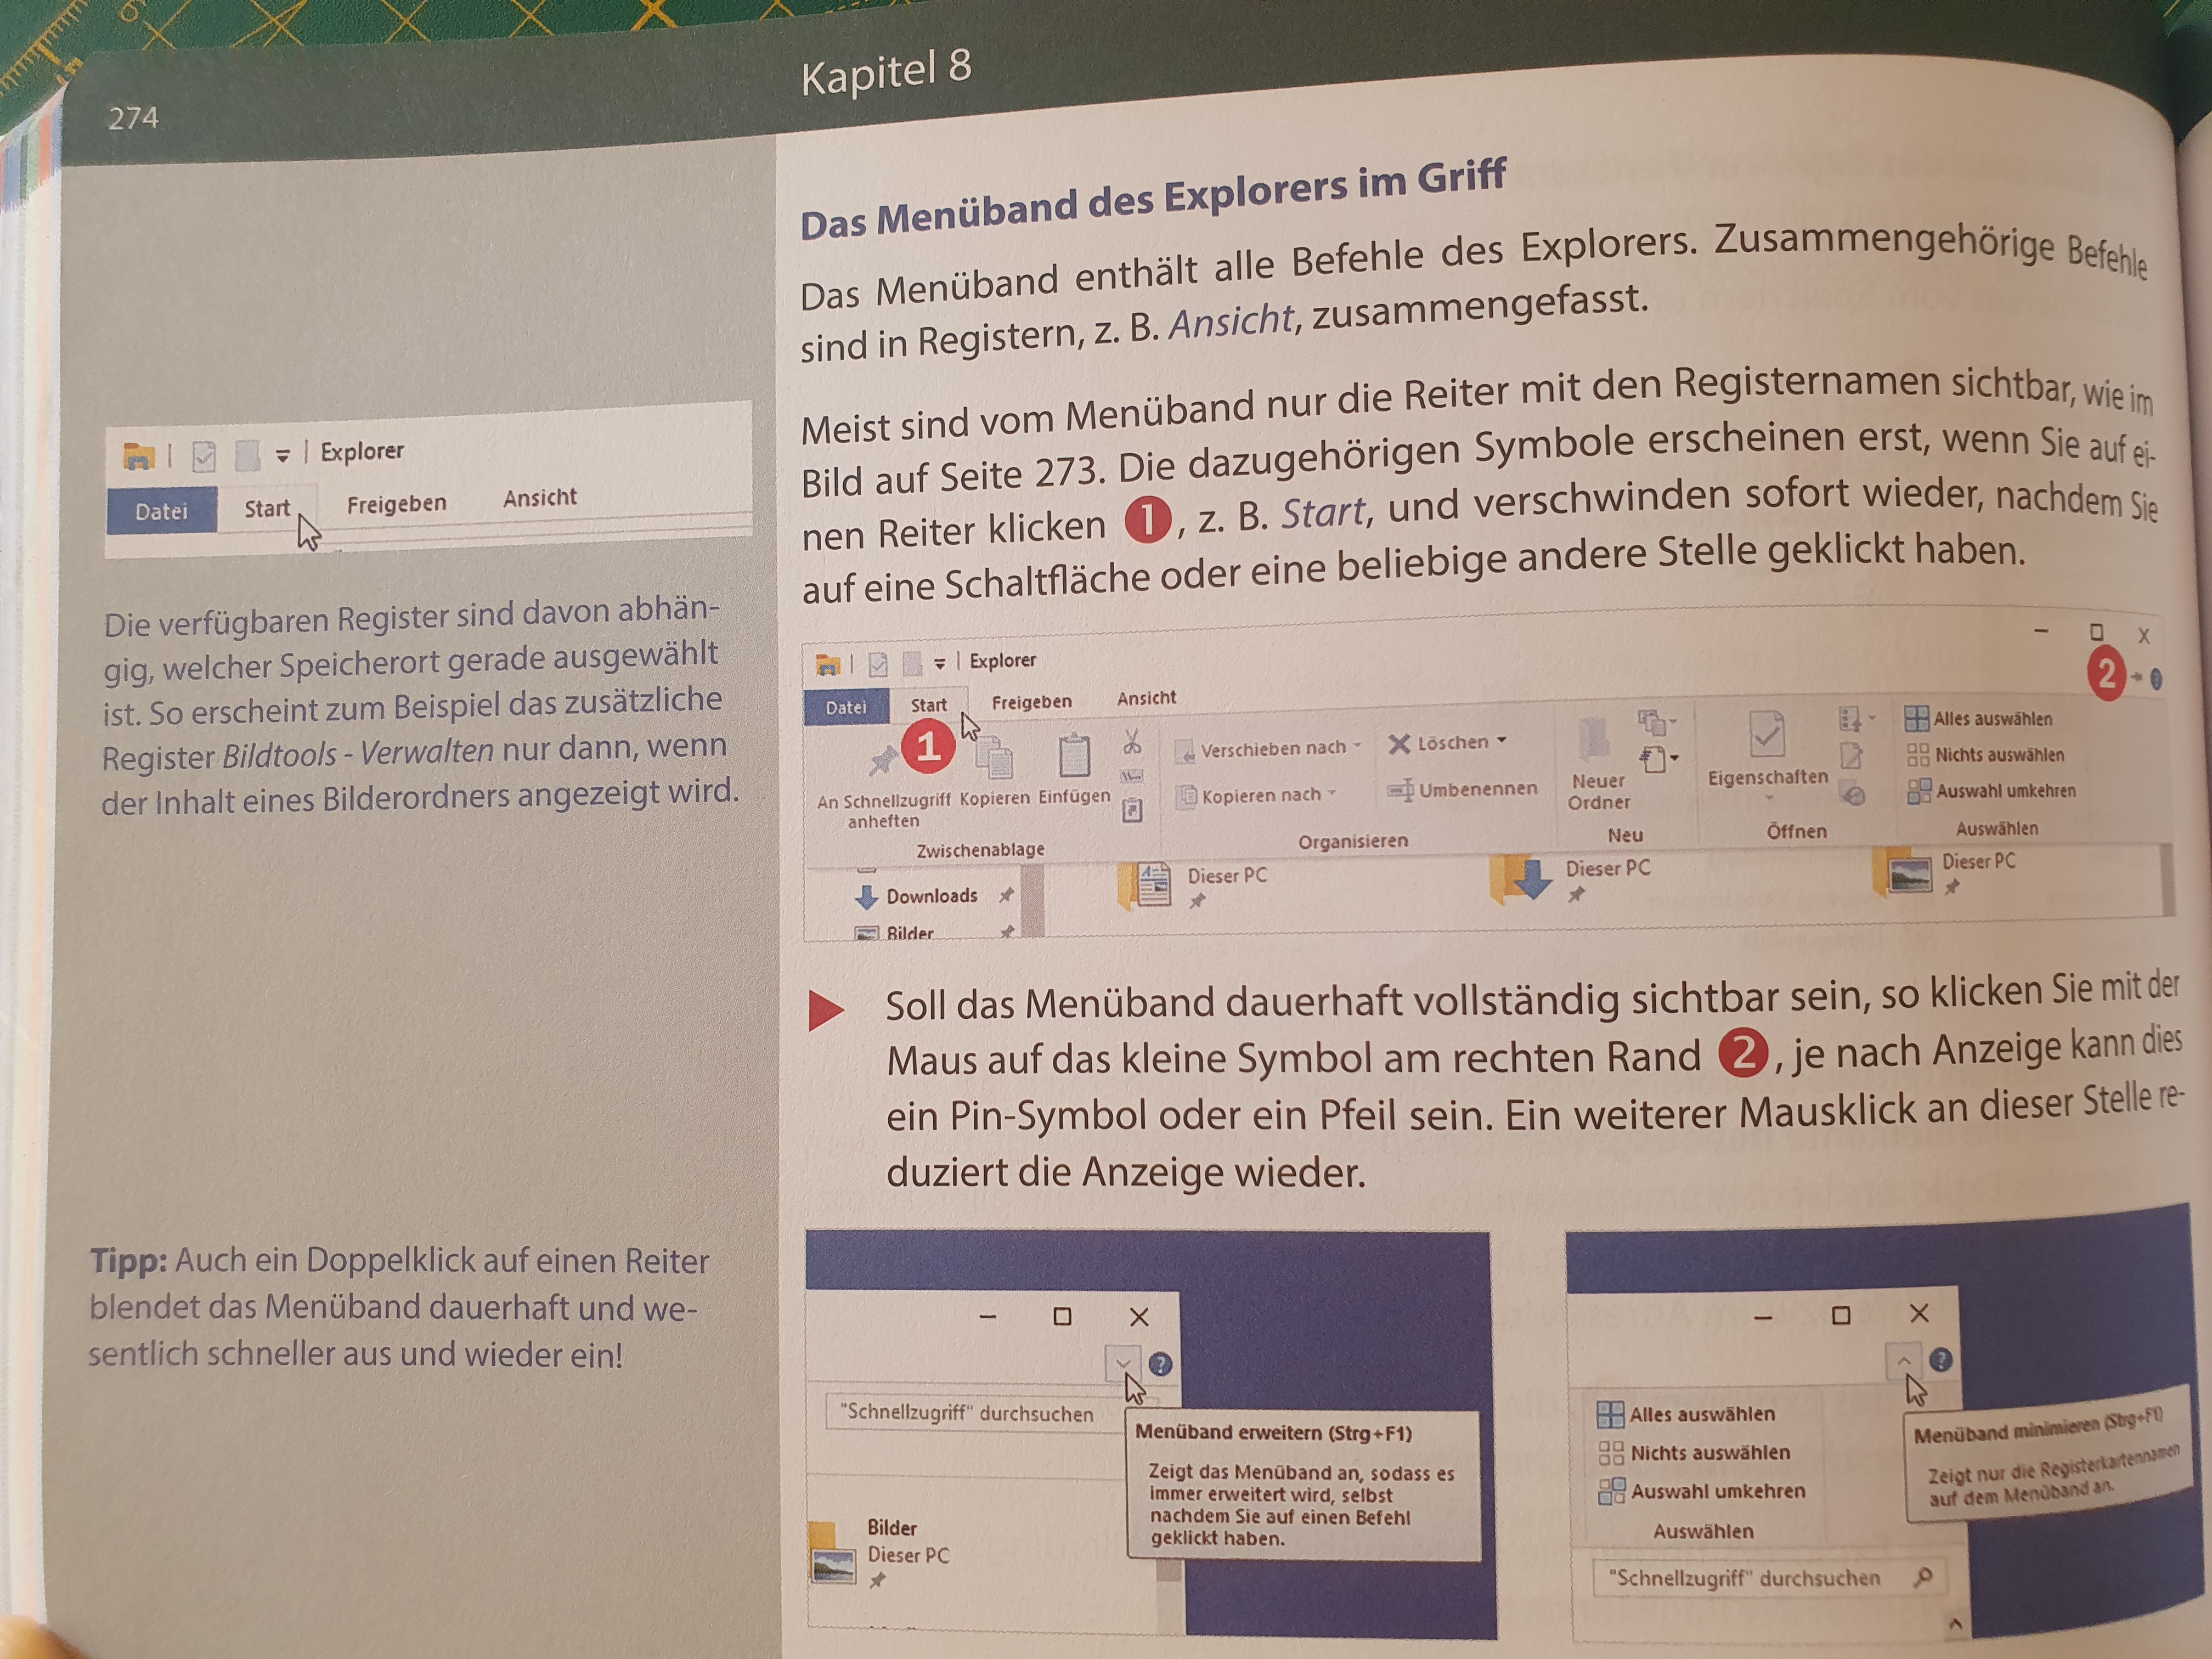 274
Kapitel 8
Explorer
Datei Start Freigeben Ansicht
Die verfügbaren Register sind davon abhän-
gig, welcher Speicherort gerade ausgewählt
ist. So erscheint zum Beispiel das zusätzliche
Register Bildtools - Verwalten nur dann, wenn
der Inhalt eines Bilderordners angezeigt wird.
Tipp: Auch ein Doppelklick auf einen Reiter
blendet das Menüband dauerhaft und we-
sentlich schneller aus und wieder ein!
Das Menüband des Explorers im Griff
Das Menüband enthält alle Befehle des Explorers. Zusammengehörige Befehle
sind in Registern, z. B. Ansicht, zusammengefasst.
Meist sind vom Menüband nur die Reiter mit den Registernamen sichtbar, wie im
Bild auf Seite 273. Die dazugehörigen Symbole erscheinen erst, wenn Sie auf ei-
nen Reiter klicken 1, z. B. Start, und verschwinden sofort wieder, nachdem Sie
auf eine Schaltfläche oder eine beliebige andere Stelle geklickt haben.
Explorer
2 ?
Datei Start Freigeben Ansicht
1
An Schnellzugriff
anheften
Kopieren
Einfügen
Zwischenablage
Verschieben nach
Kopieren nach
Löschen
Umbenennen
Organisieren
Neuer
Ordner
Neu
Eigenschaften
Öffnen
Alles auswählen
Nichts auswählen
Auswahl umkehren
Auswählen
Downloads
Bilder
Dieser PC
Dieser PC
Dieser PC
Soll das Menüband dauerhaft vollständig sichtbar sein, so klicken Sie mit der
Maus auf das kleine Symbol am rechten Rand 2, je nach Anzeige kann dies
ein Pin-Symbol oder ein Pfeil sein. Ein weiterer Mausklick an dieser Stelle re-
duziert die Anzeige wieder.
?
"Schnellzugriff" durchsuchen
Menüband erweitern (Strg+F1)
Zeigt das Menüband an, sodass es
immer erweitert wird, selbst
nachdem Sie auf einen Befehl
geklickt haben.
Bilder
Dieser PC
?
Alles auswählen
Nichts auswählen
Auswahl umkehren
Auswählen
Menüband minimieren (Strg+F1)
Zeigt nur die Registerkartennamen
auf dem Menüband an.
"Schnellzugriff" durchsuchen